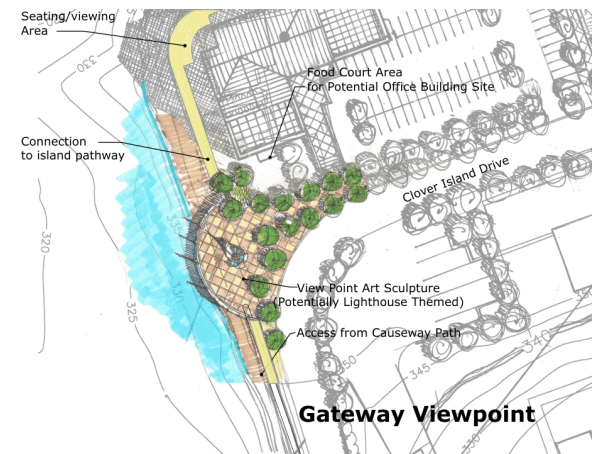 Seating/viewing
Area
330
Food Court Area
for Potential Office Building Site
Connection
to island pathway
Clover Island Drive
320
325
View Point Art Sculpture
(Potentially Lighthouse Themed)
Access from Causeway Path
340
350
345
Gateway Viewpoint
330